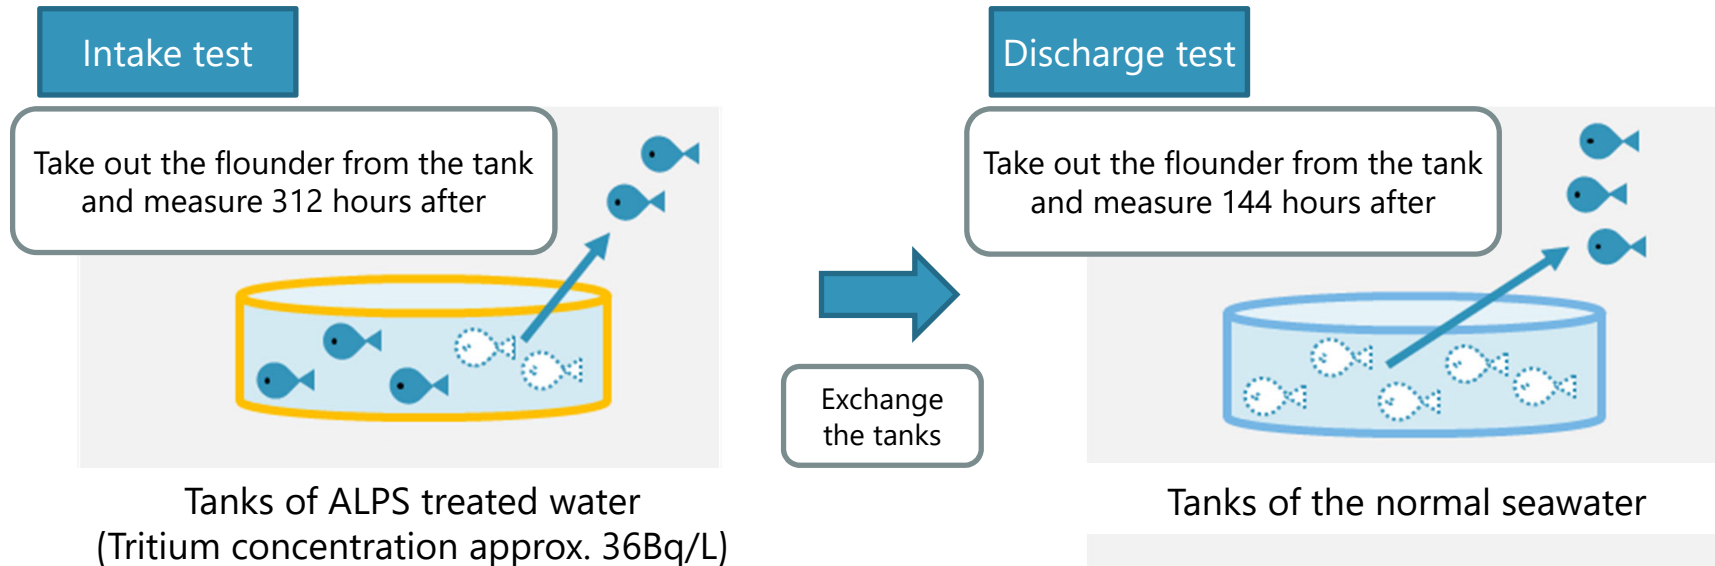 Intake test
Take out the flounder from the tank
and measure 312 hours after
Tanks of ALPS treated water
(Tritium concentration approx. 36Bq/L)
Exchange
the tanks
Discharge test
Take out the flounder from the tank
and measure 144 hours after
Tanks of the normal seawater